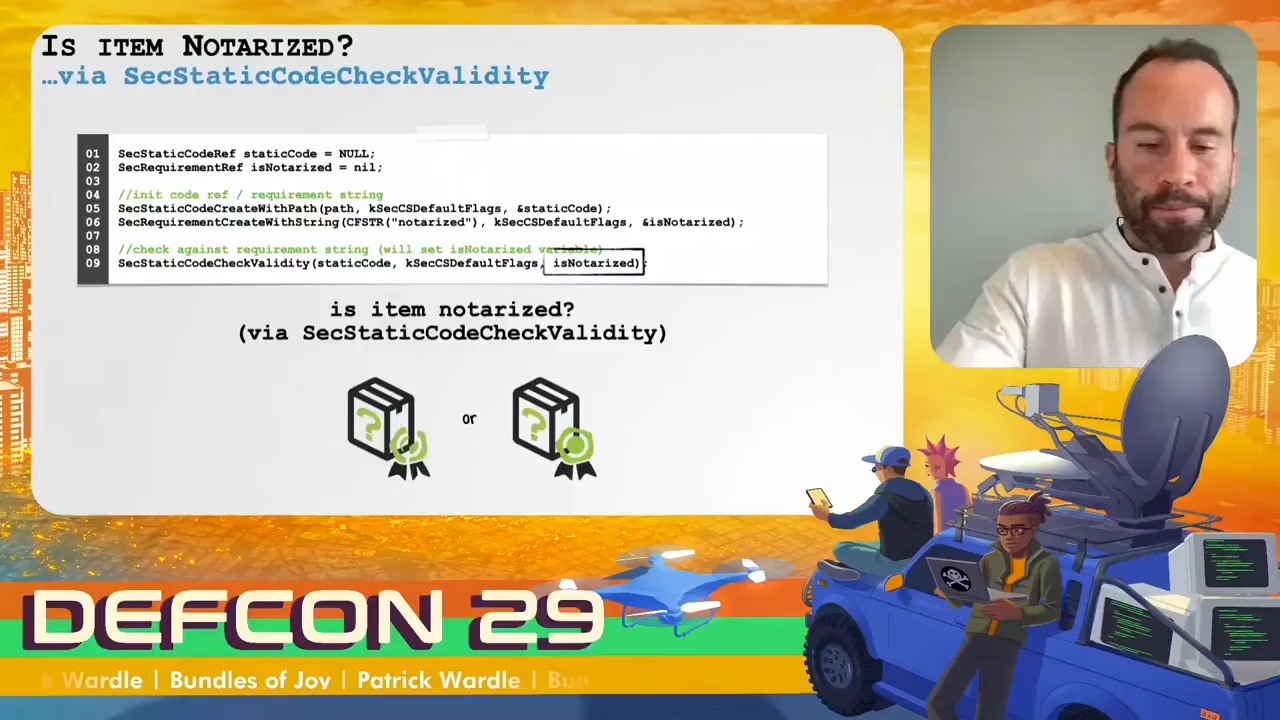 Is item Notarized?
…via SecStaticCodeCheckValidity
01 SecStaticCodeRef staticCode = NULL;
02 SecRequirementRef isNotarized = nil;
03
04 //init code ref / requirement string
05 SecStaticCodeCreateWithPath(path, kSecCSDefaultFlags, &staticCode);
06 SecRequirementCreateWithString(CFSTR("notarized"), kSecCSDefaultFlags, &isNotarized);
07
08 //check against requirement string (will set isNotarized variable)
09 SecStaticCodeCheckValidity(staticCode, kSecCSDefaultFlags, isNotarized);
is item notarized?
(via SecStaticCodeCheckValidity)
? or ?
DEFCON 29
k Wardle | Bundles of Joy | Patrick Wardle | Bun